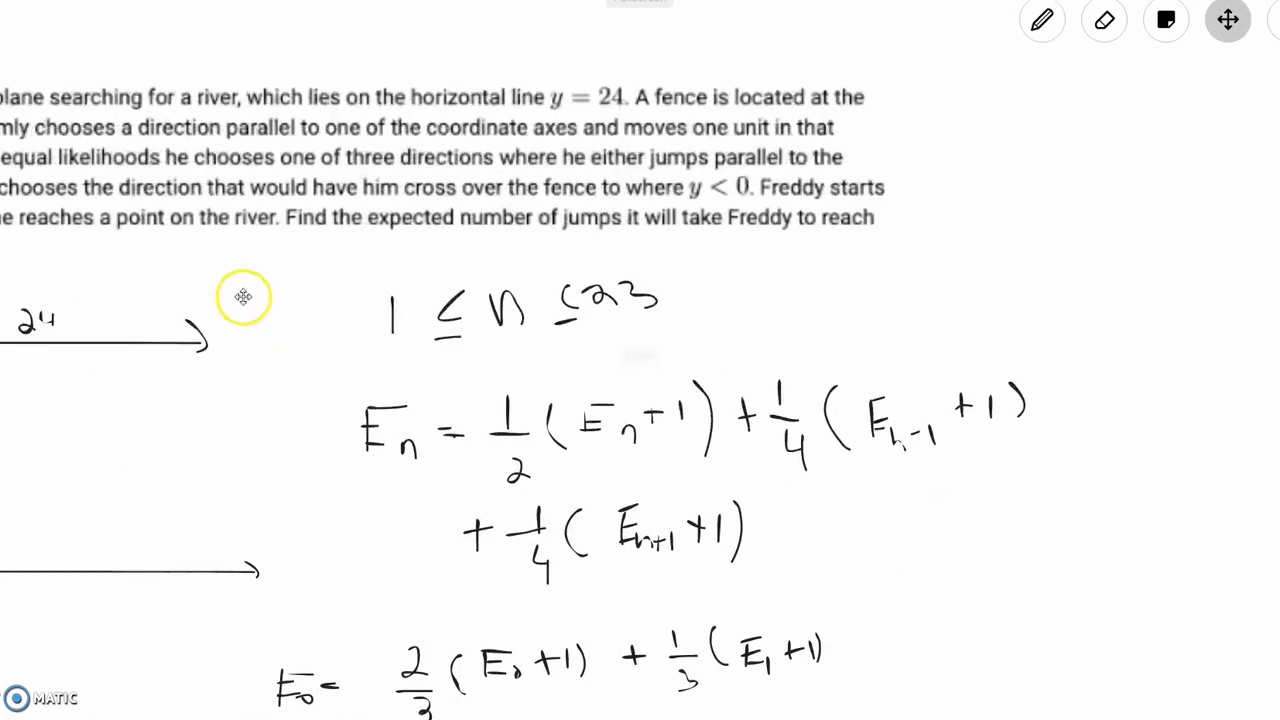 plane searching for a river, which lies on the horizontal line y = 24. A fence is located at the
mly chooses a direction parallel to one of the coordinate axes and moves one unit in that
equal likelihoods he chooses one of three directions where he either jumps parallel to the
chooses the direction that would have him cross over the fence to where y < 0. Freddy starts
e reaches a point on the river. Find the expected number of jumps it will take Freddy to reach
1 ≤ n ≤ 23
24
E_n = 1/2 (E_n + 1) + 1/4 (E_{n-1} + 1)
+ 1/4 (E_{n+1} + 1)
E_0 = 2/3 (E_0 + 1) + 1/3 (E_1 + 1)
MATIC